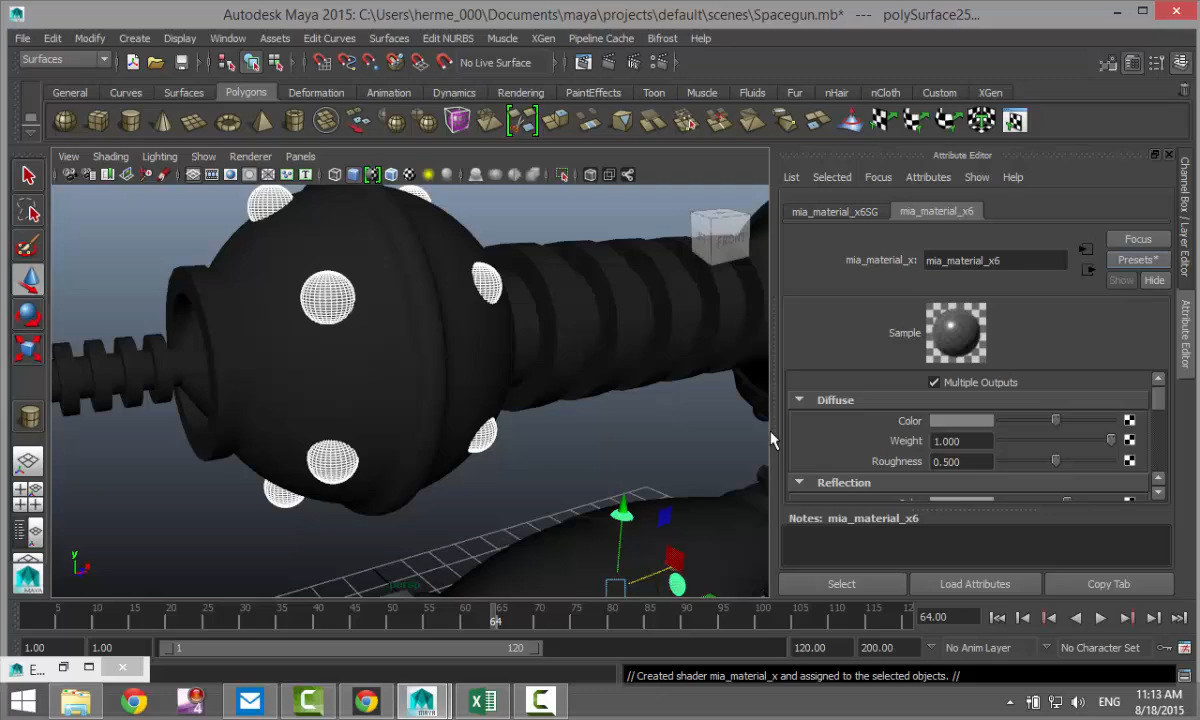 Autodesk Maya 2015: C:\Users\herme_000\Documents\maya\projects\default\scenes\Spacegun.mb* --- polySurface25...
File Edit Modify Create Display Window Assets Edit Curves Surfaces Edit NURBS Muscle XGen Pipeline Cache Bifrost Help
Surfaces No Live Surface
General Curves Surfaces Polygons Deformation Animation Dynamics Rendering PaintEffects Toon Muscle Fluids Fur nHair nCloth Custom XGen
View Shading Lighting Show Renderer Panels
FRONT
y
Attribute Editor
List Selected Focus Attributes Show Help
mia_material_x6SG mia_material_x6
Focus
mia_material_x: mia_material_x6
Presets*
Show Hide
Sample
Multiple Outputs
Diffuse
Color
Weight 1.000
Roughness 0.500
Reflection
Notes: mia_material_x6
Select Load Attributes Copy Tab
Channel Box / Layer Editor
Attribute Editor
5 10 15 20 25 30 35 40 45 50 55 60 65 70 75 80 85 90 95 100 105 110 115 12
64
64.00
1.00 1.00 1 120 120.00 200.00 No Anim Layer No Character Set
E...
// Created shader mia_material_x and assigned to the selected objects. //
MAYA
4
ENG
11:13 AM
8/18/2015